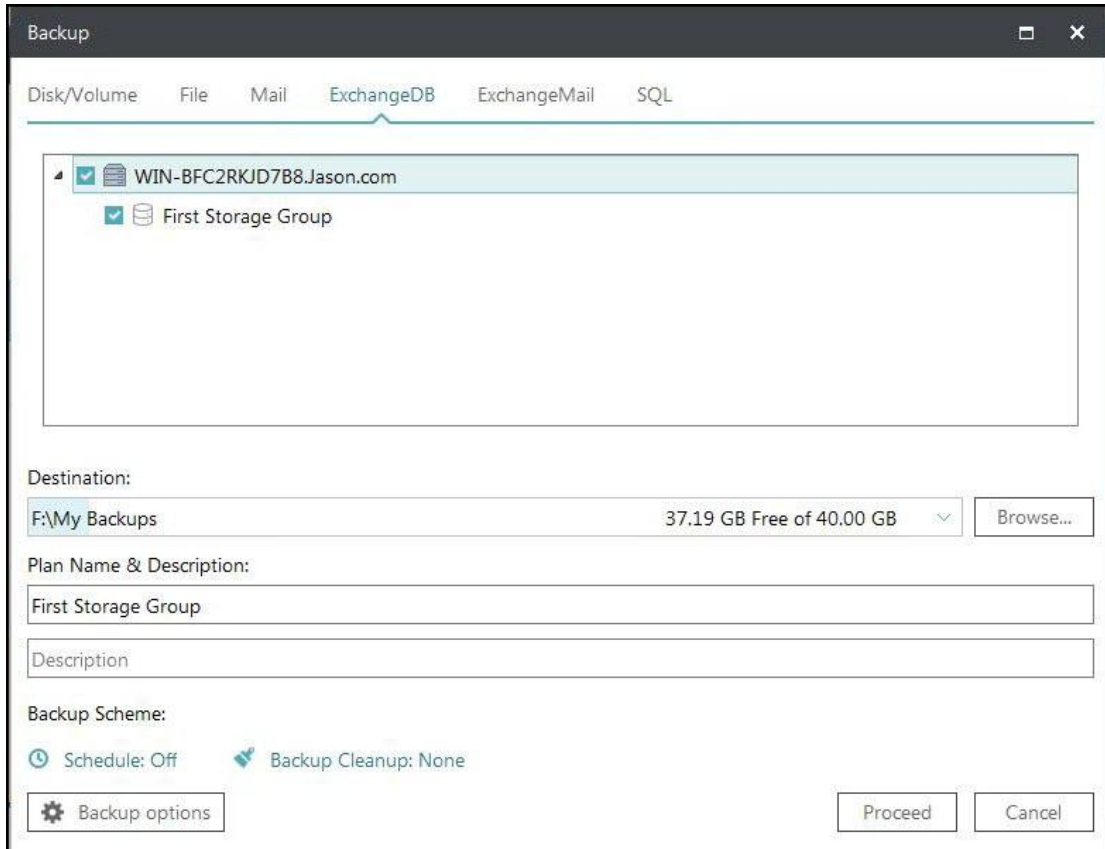 Backup
Disk/Volume File Mail ExchangeDB ExchangeMail SQL
WIN-BFC2RKJD7B8.Jason.com
First Storage Group
Destination:
F:\My Backups 37.19 GB Free of 40.00 GB Browse...
Plan Name & Description:
First Storage Group
Description
Backup Scheme:
Schedule: Off Backup Cleanup: None
Backup options Proceed Cancel